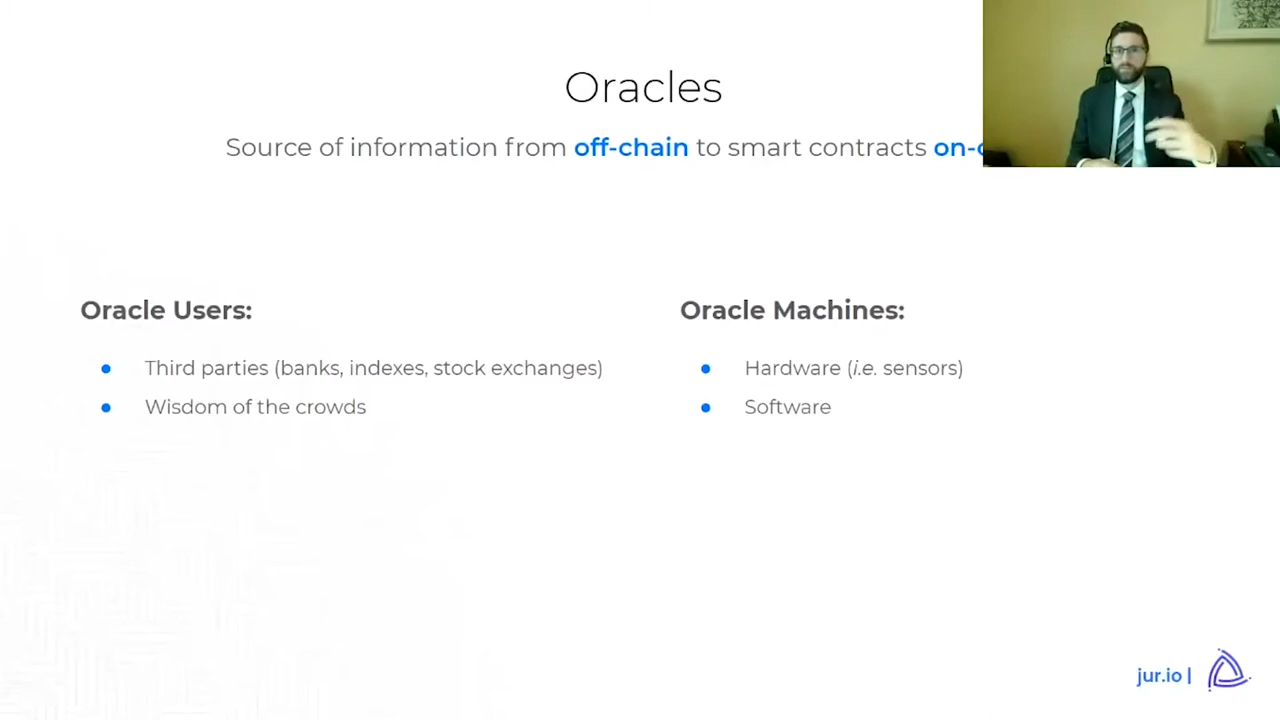 Oracles
Source of information from off-chain to smart contracts on-
Oracle Users:
Third parties (banks, indexes, stock exchanges)
Wisdom of the crowds
Oracle Machines:
Hardware (i.e. sensors)
Software
jur.io |